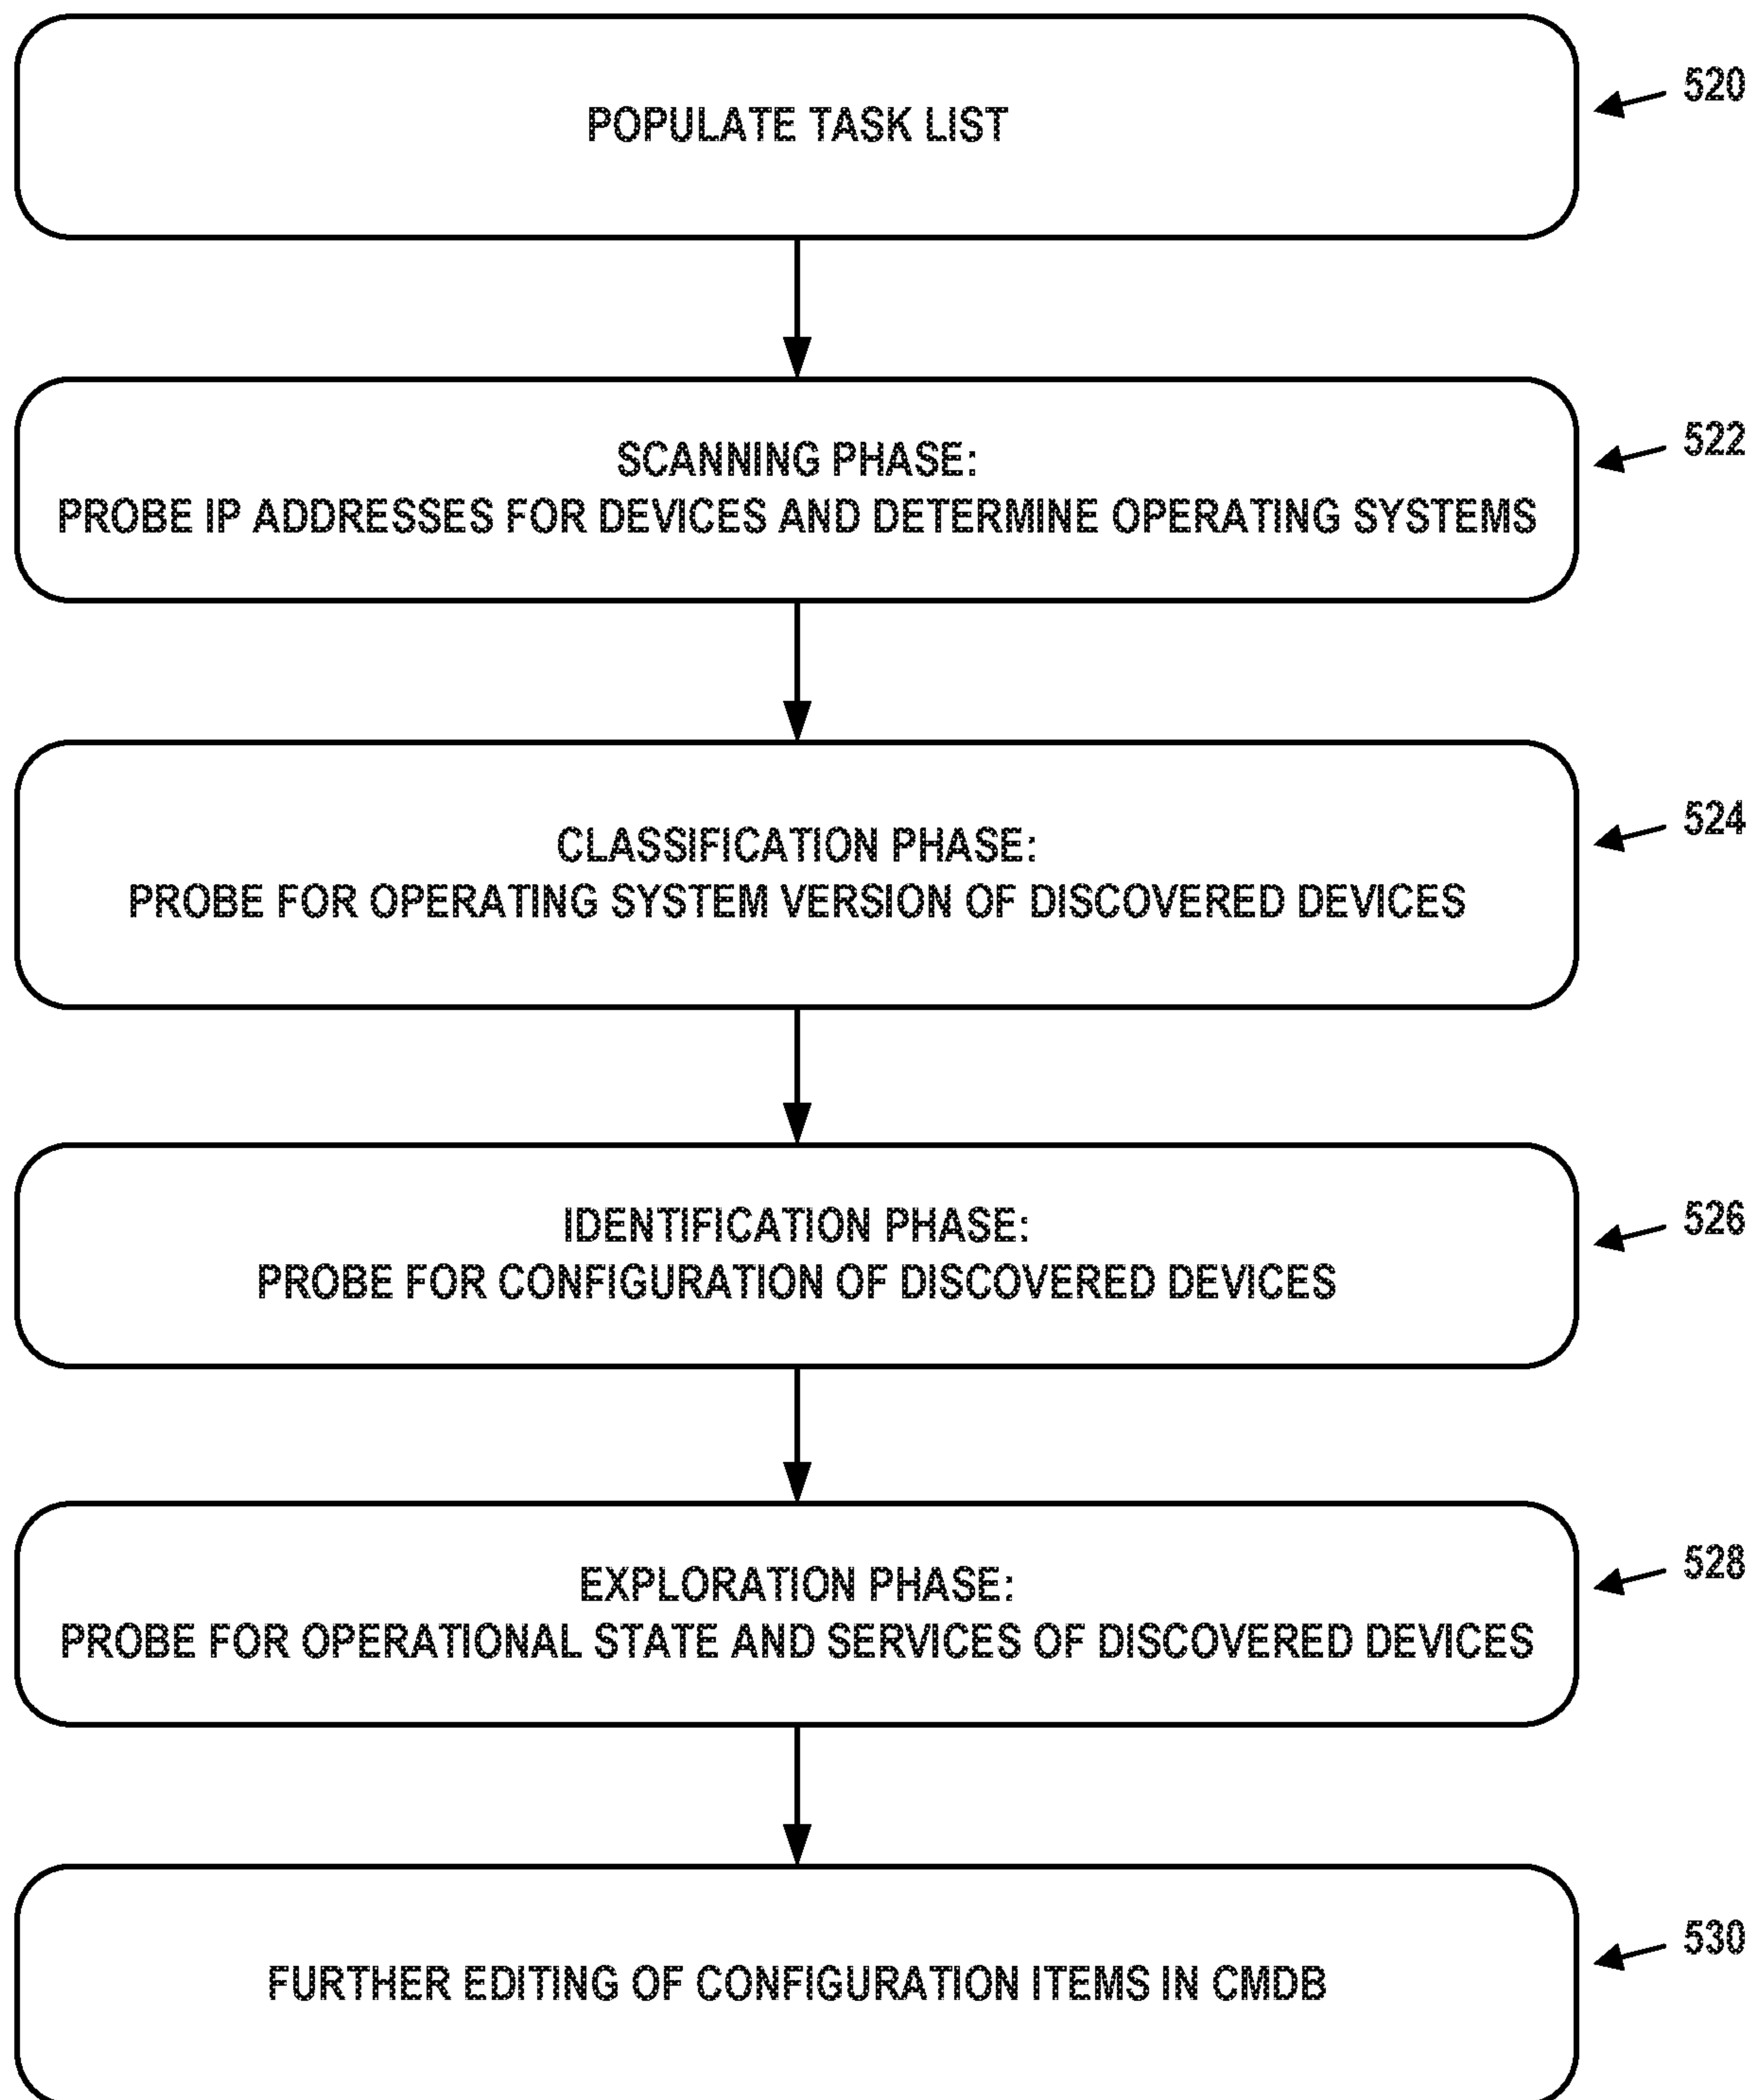 POPULATE TASK LIST
520
SCANNING PHASE:
PROBE IP ADDRESSES FOR DEVICES AND DETERMINE OPERATING SYSTEMS
522
CLASSIFICATION PHASE:
PROBE FOR OPERATING SYSTEM VERSION OF DISCOVERED DEVICES
524
IDENTIFICATION PHASE:
PROBE FOR CONFIGURATION OF DISCOVERED DEVICES
526
EXPLORATION PHASE:
PROBE FOR OPERATIONAL STATE AND SERVICES OF DISCOVERED DEVICES
528
FURTHER EDITING OF CONFIGURATION ITEMS IN CMDB
530